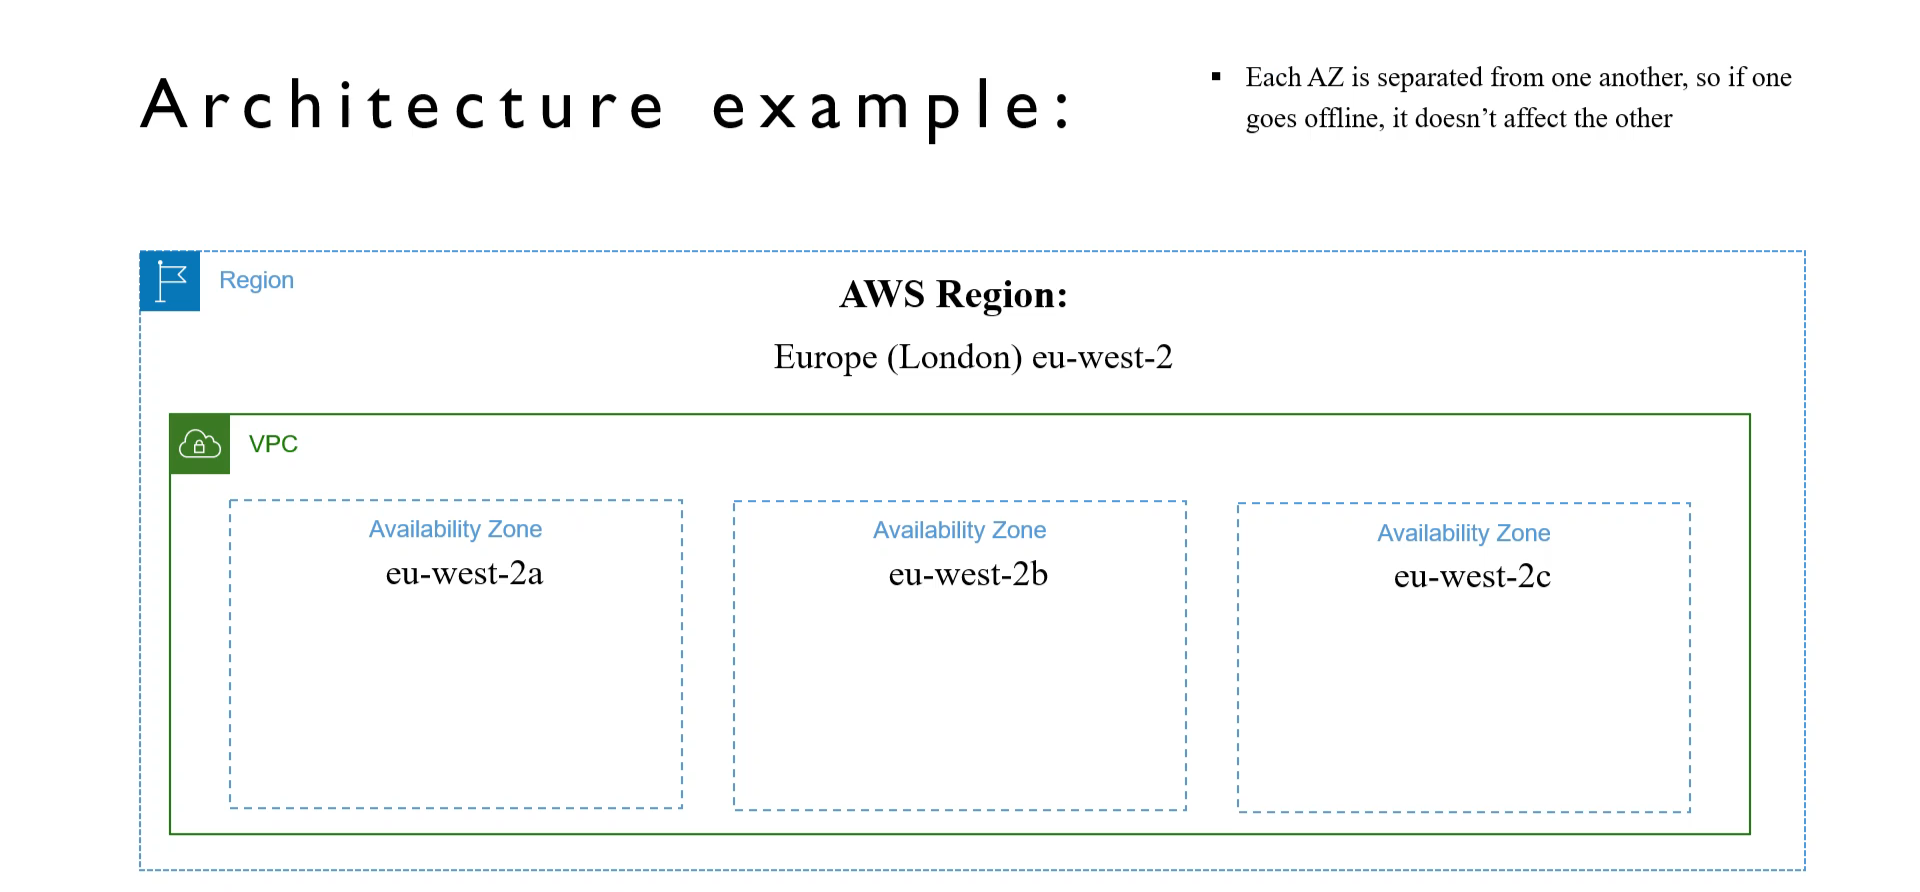 Architecture example:
▪ Each AZ is separated from one another, so if one
goes offline, it doesn’t affect the other
Region
AWS Region:
Europe (London) eu-west-2
VPC
Availability Zone
eu-west-2a
Availability Zone
eu-west-2b
Availability Zone
eu-west-2c